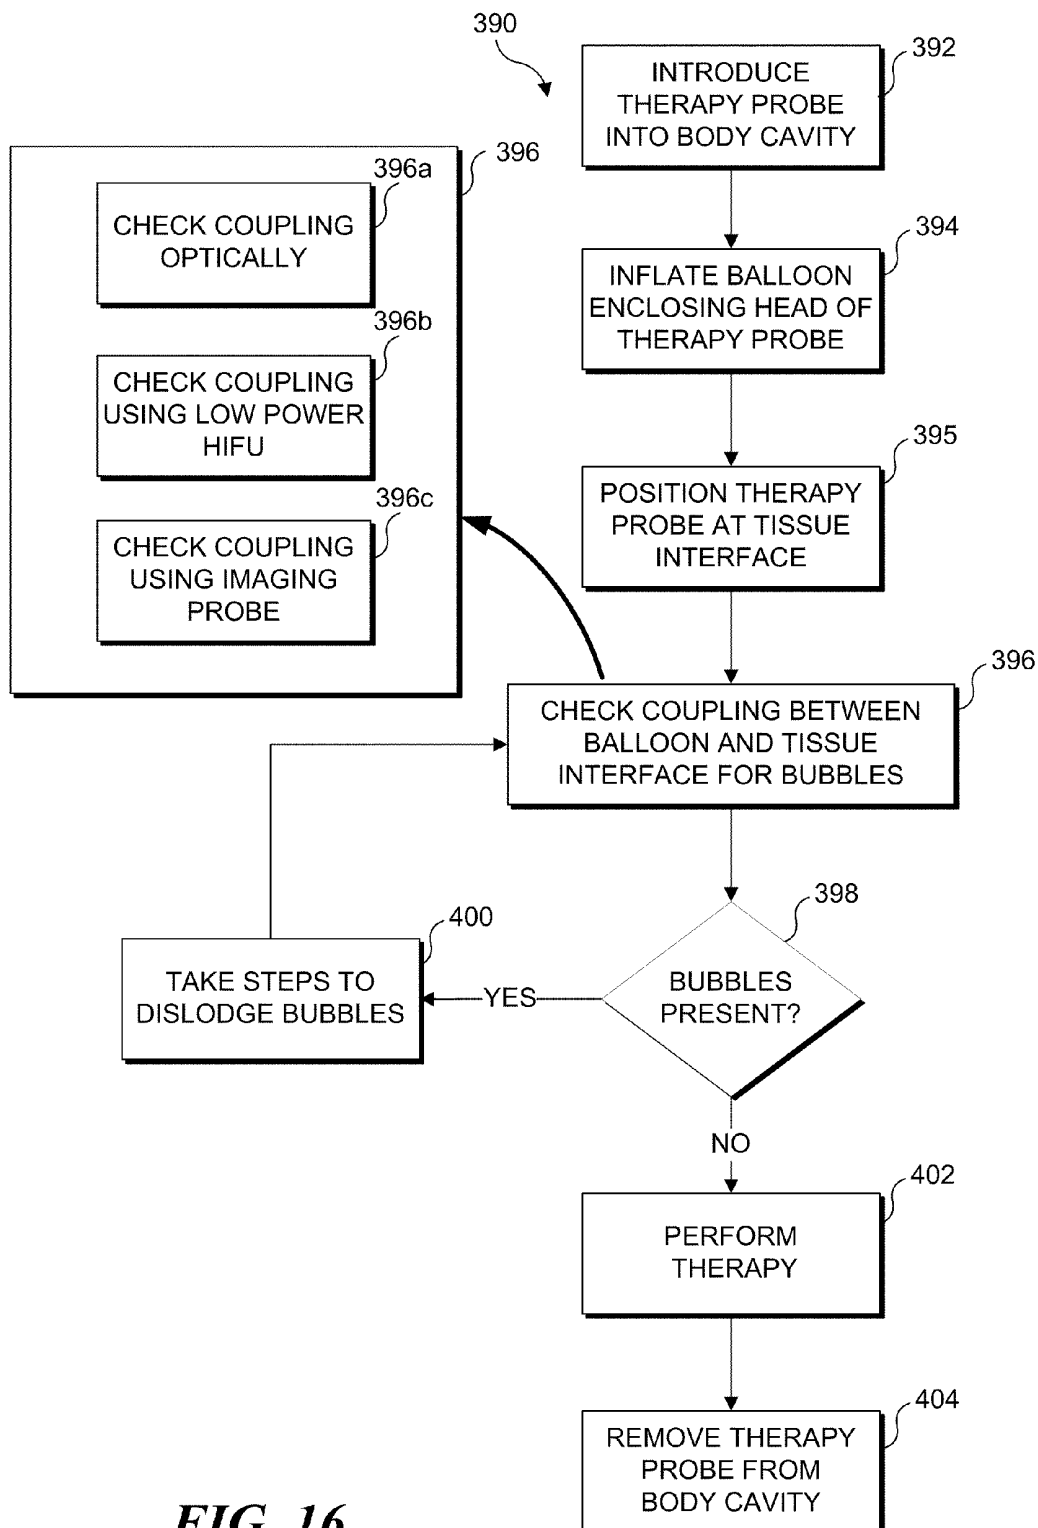 390
392
INTRODUCE
THERAPY PROBE
INTO BODY CAVITY
394
INFLATE BALLOON
ENCLOSING HEAD OF
THERAPY PROBE
395
POSITION THERAPY
PROBE AT TISSUE
INTERFACE
396
396a
CHECK COUPLING
OPTICALLY
396b
CHECK COUPLING
USING LOW POWER
HIFU
396c
CHECK COUPLING
USING IMAGING
PROBE
396
CHECK COUPLING BETWEEN
BALLOON AND TISSUE
INTERFACE FOR BUBBLES
398
BUBBLES
PRESENT?
YES
400
TAKE STEPS TO
DISLODGE BUBBLES
NO
402
PERFORM
THERAPY
404
REMOVE THERAPY
PROBE FROM
BODY CAVITY
FIG. 16